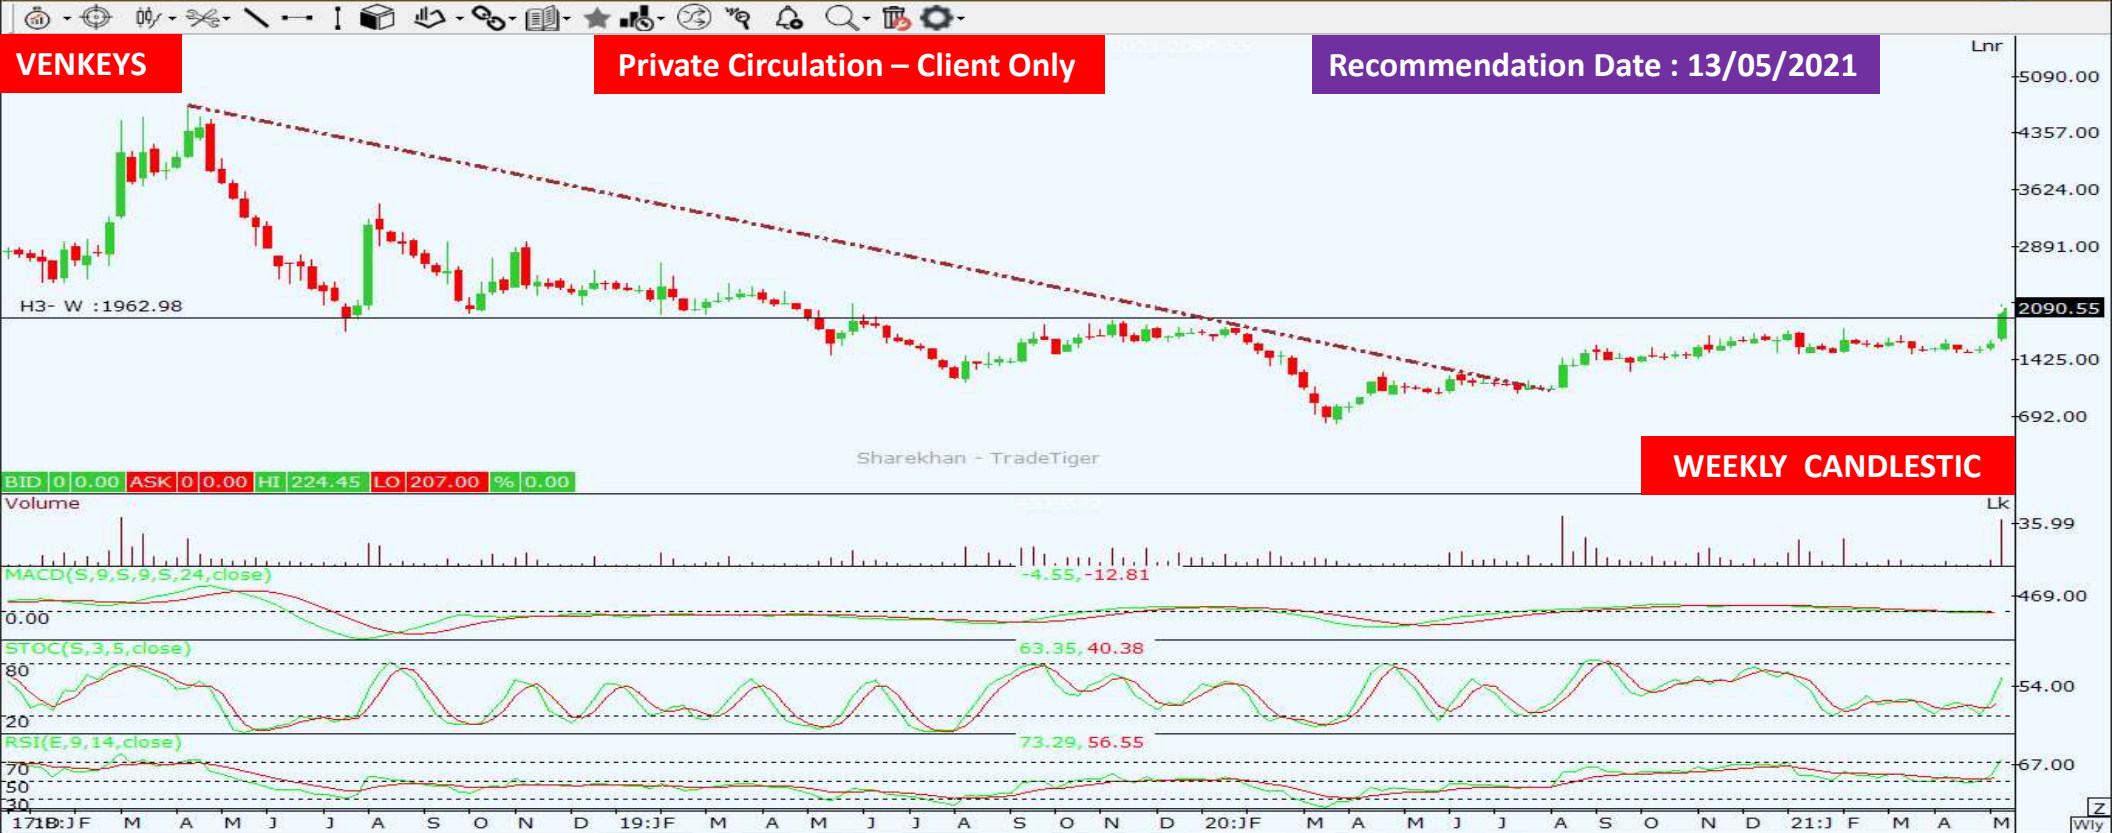 VENKEYS
Private Circulation – Client Only
Recommendation Date : 13/05/2021
Lnr
5090.00
4357.00
3624.00
2891.00
H3- W :1962.98
2090.55
1425.00
692.00
Sharekhan - TradeTiger
WEEKLY CANDLESTIC
BID 0 0.00 ASK 0 0.00 HI 224.45 LO 207.00 % 0.00
Volume
Lk
35.99
MACD(S,9,S,9,S,24,close)
-4.55,-12.81
469.00
0.00
STOC(S,3,5,close)
63.35, 40.38
80
54.00
20
RSI(E,9,14,close)
73.29, 56.55
70
67.00
50
30
Z
M A M J J A S O N D 19:JF M A M J J A S O N D 20:JF M A M J J A S O N D 21:J F M A M
Wly